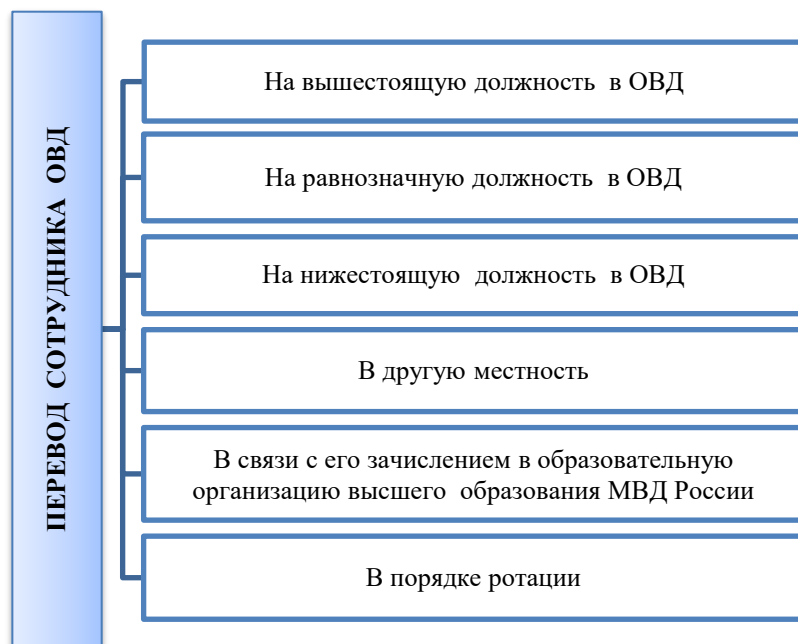 ПЕРЕВОД СОТРУДНИКА ОВД
На вышестоящую должность в ОВД
На равнозначную должность в ОВД
На нижестоящую должность в ОВД
В другую местность
В связи с его зачислением в образовательную
организацию высшего образования МВД России
В порядке ротации